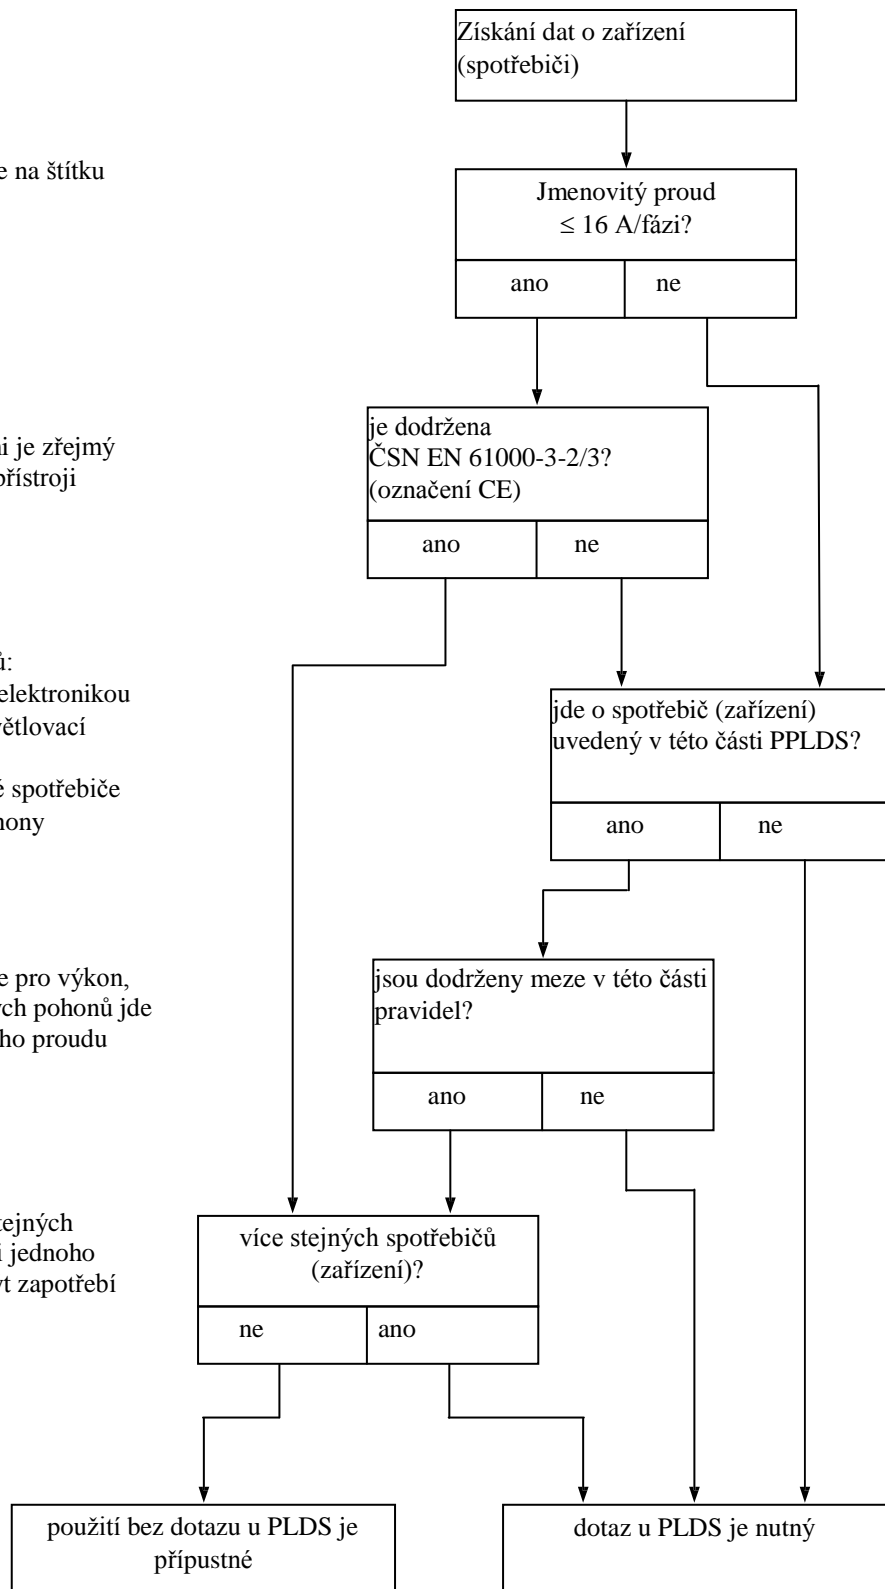 Získání dat o zařízení
(spotřebiči)
e na štítku
Jmenovitý proud
≤ 16 A/fázi?
ano ne
je dodržena
ČSN EN 61000-3-2/3?
(označení CE)
ni je zřejmý
přístroji
ano ne
ů:
elektronikou
větlovací
é spotřebiče
hony
jde o spotřebič (zařízení)
uvedený v této části PPLDS?
ano ne
e pro výkon,
ých pohonů jde
ho proudu
jsou dodrženy meze v této části
pravidel?
ano ne
tejných
i jednoho
ýt zapotřebí
více stejných spotřebičů
(zařízení)?
ne ano
použití bez dotazu u PLDS je
přípustné
dotaz u PLDS je nutný